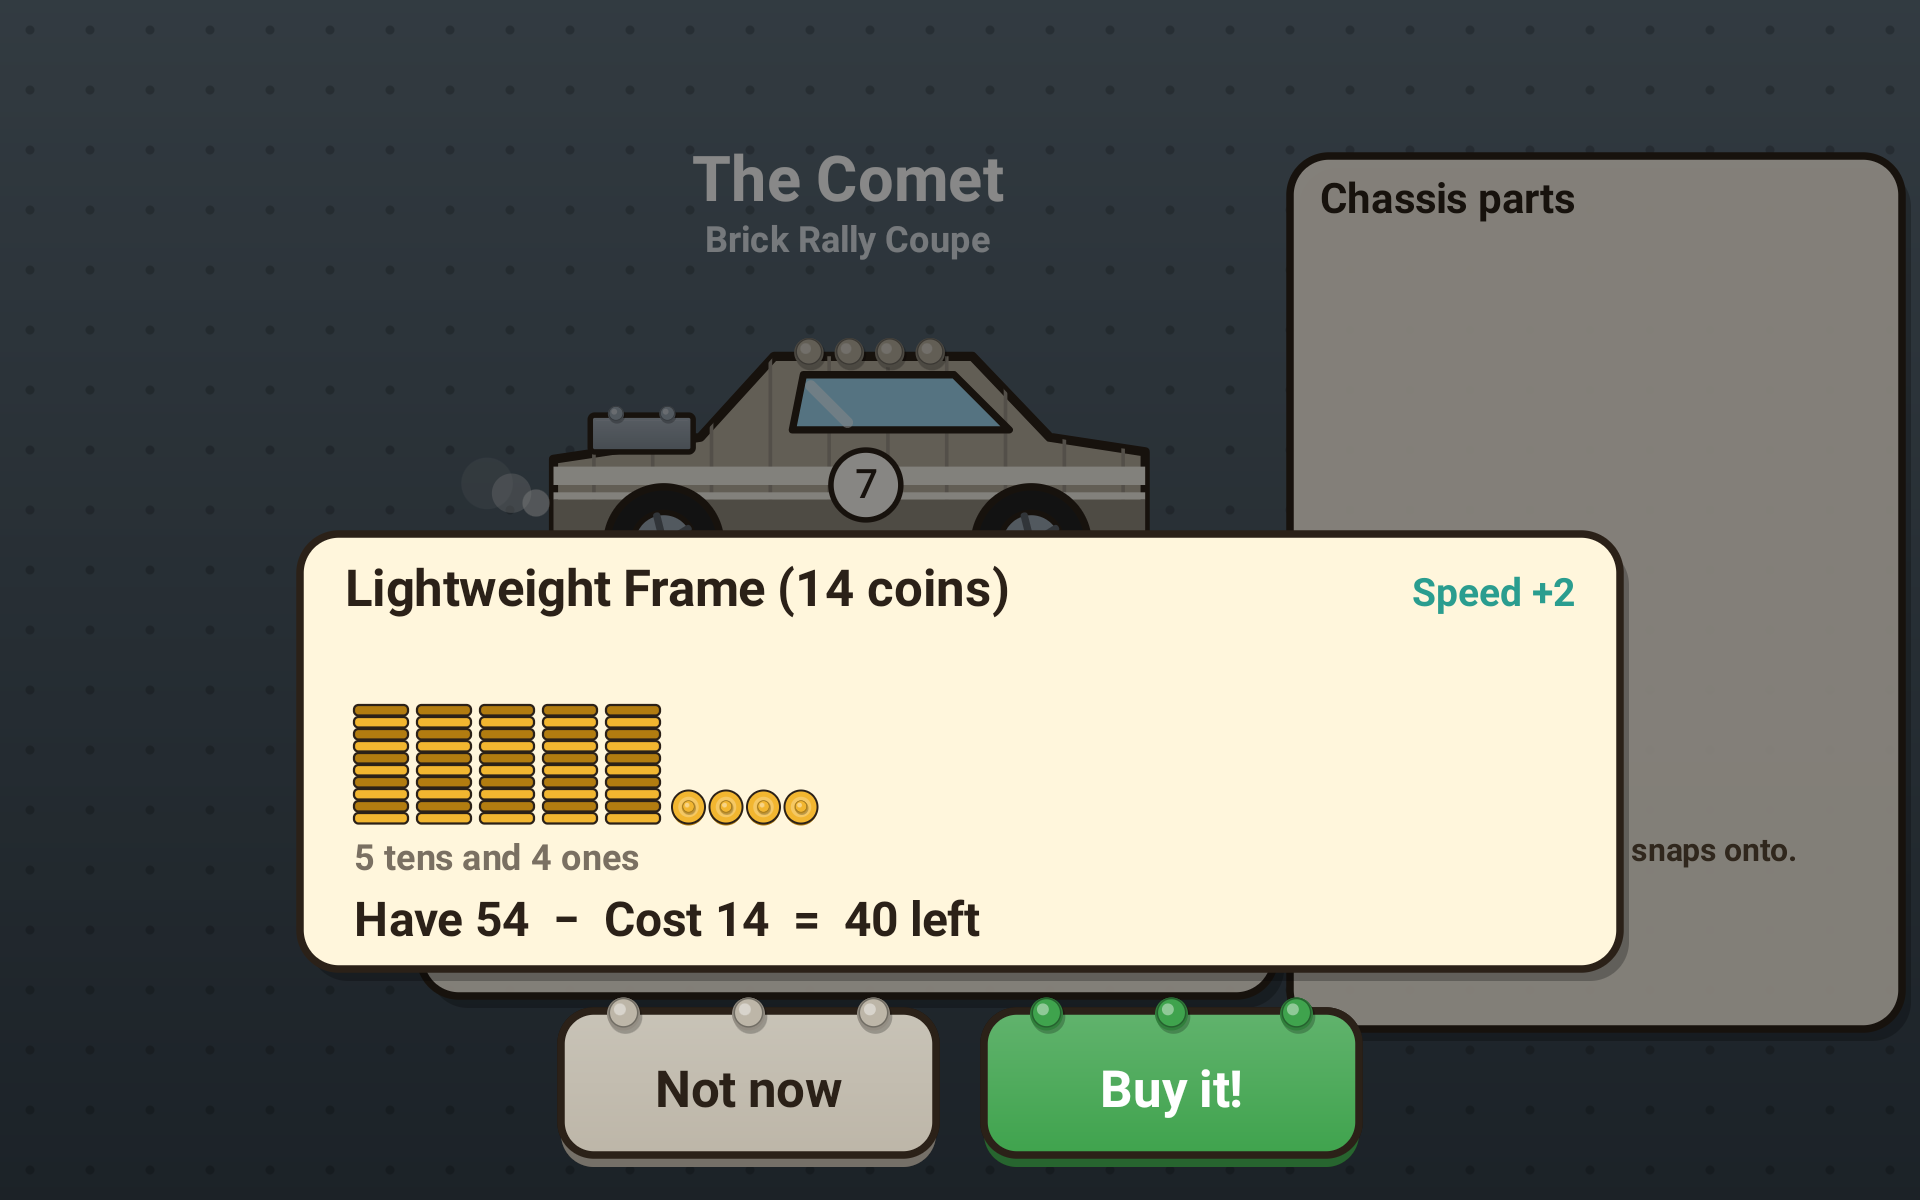 The Comet
Brick Rally Coupe
Chassis parts
7
Lightweight Frame (14 coins)
Speed +2
5 tens and 4 ones
snaps onto.
Have 54 − Cost 14 = 40 left
Not now
Buy it!